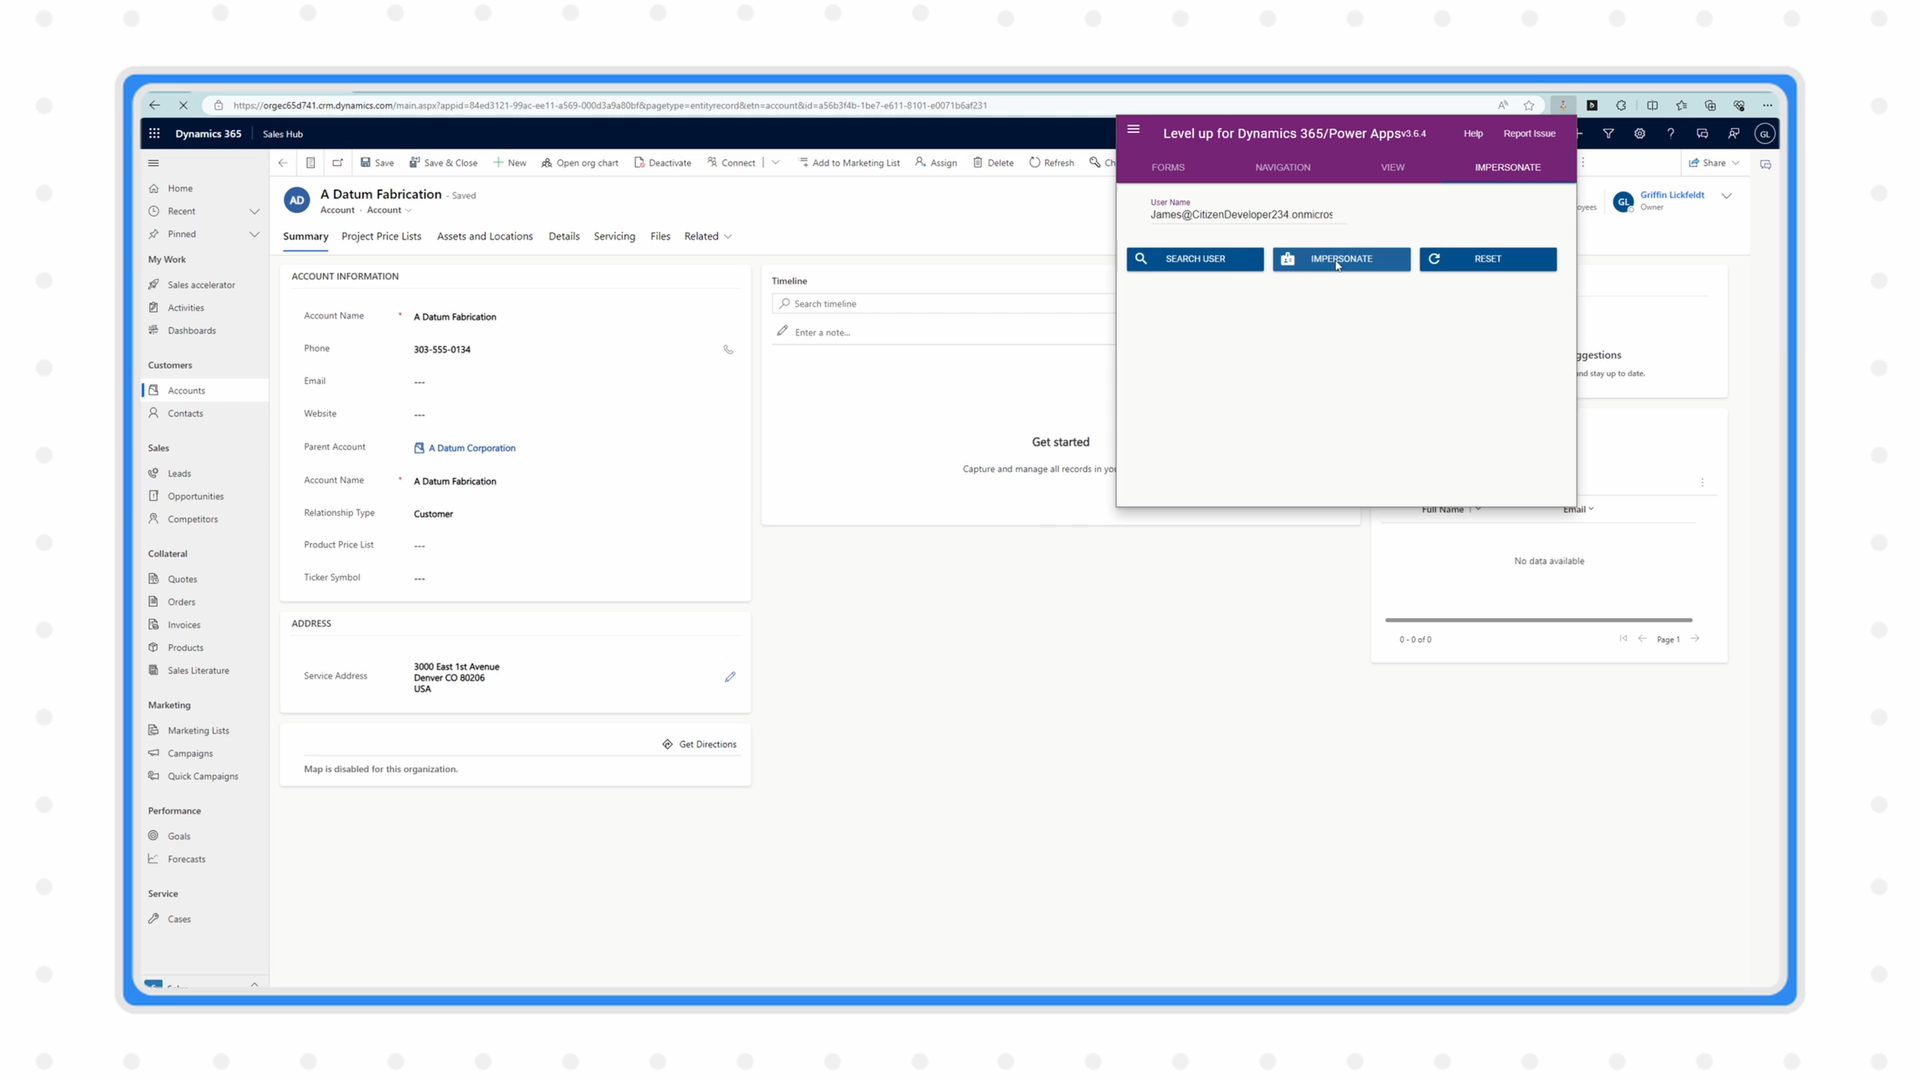 https://orgec65d741.crm.dynamics.com/main.aspx?appid=84ed3121-99ac-ee11-a569-000d3a9a80bf&pagetype=entityrecord&etn=account&id=a56b3f4b-1be7-e611-8101-e0071b6af231
Dynamics 365
Sales Hub
Save
Save & Close
New
Open org chart
Deactivate
Connect
Add to Marketing List
Assign
Delete
Refresh
Ch
Share
GL
Home
Recent
Pinned
My Work
Sales accelerator
Activities
Dashboards
Customers
Accounts
Contacts
Sales
Leads
Opportunities
Competitors
Collateral
Quotes
Orders
Invoices
Products
Sales Literature
Marketing
Marketing Lists
Campaigns
Quick Campaigns
Performance
Goals
Forecasts
Service
Cases
AD
A Datum Fabrication - Saved
Account · Account
Summary
Project Price Lists
Assets and Locations
Details
Servicing
Files
Related
ACCOUNT INFORMATION
Account Name * A Datum Fabrication
Phone 303-555-0134
Email ---
Website ---
Parent Account A Datum Corporation
Account Name * A Datum Fabrication
Relationship Type Customer
Product Price List ---
Ticker Symbol ---
ADDRESS
Service Address
3000 East 1st Avenue
Denver CO 80206
USA
Get Directions
Map is disabled for this organization.
Timeline
Search timeline
Enter a note...
Get started
Capture and manage all records in you
Level up for Dynamics 365/Power Apps v3.6.4
Help
Report Issue
FORMS
NAVIGATION
VIEW
IMPERSONATE
User Name
James@CitizenDeveloper234.onmicros
SEARCH USER
IMPERSONATE
RESET
oyees
GL
Griffin Lickfeldt
Owner
ggestions
and stay up to date.
Full Name
Email
No data available
0 - 0 of 0
Page 1